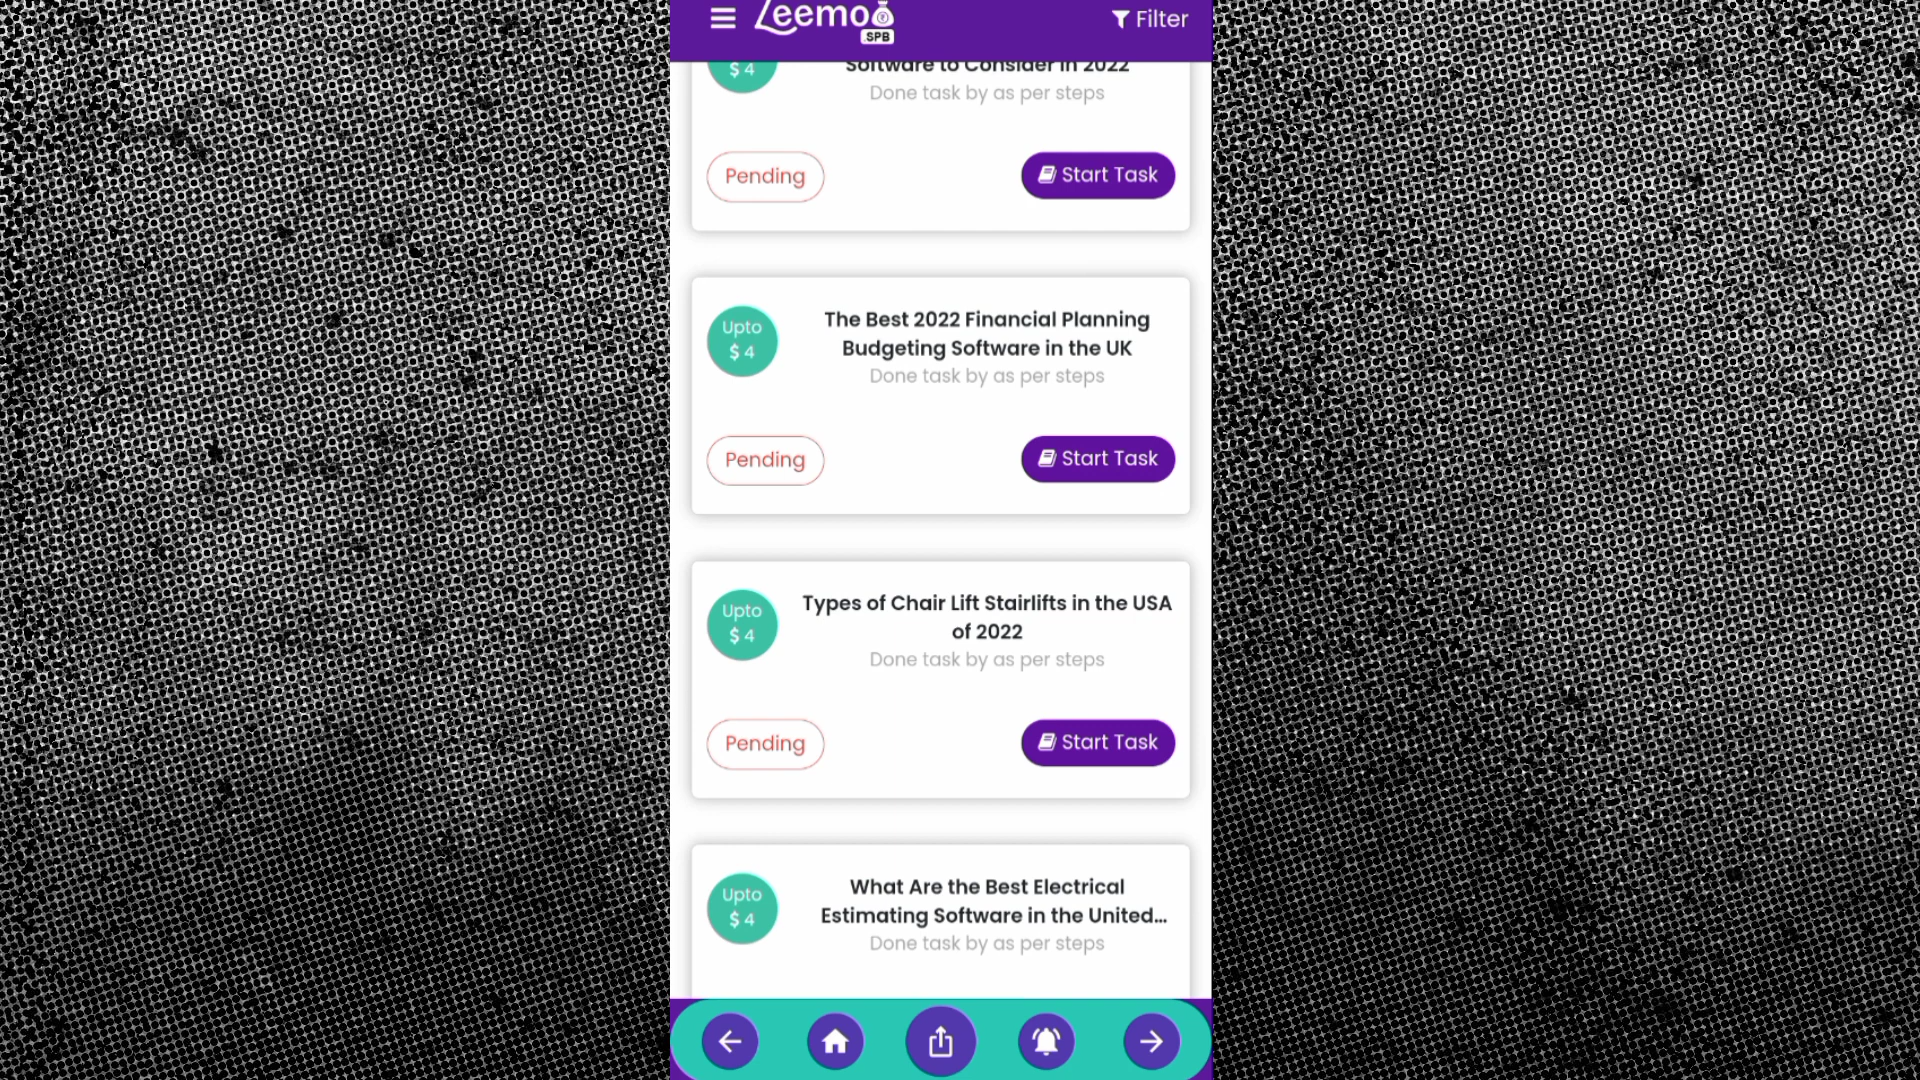 Zeemo
SPB
Filter
$ 4
Software to Consider in 2022
Done task by as per steps
Pending
Start Task
Upto
$ 4
The Best 2022 Financial Planning
Budgeting Software in the UK
Done task by as per steps
Pending
Start Task
Upto
$ 4
Types of Chair Lift Stairlifts in the USA
of 2022
Done task by as per steps
Pending
Start Task
Upto
$ 4
What Are the Best Electrical
Estimating Software in the United...
Done task by as per steps